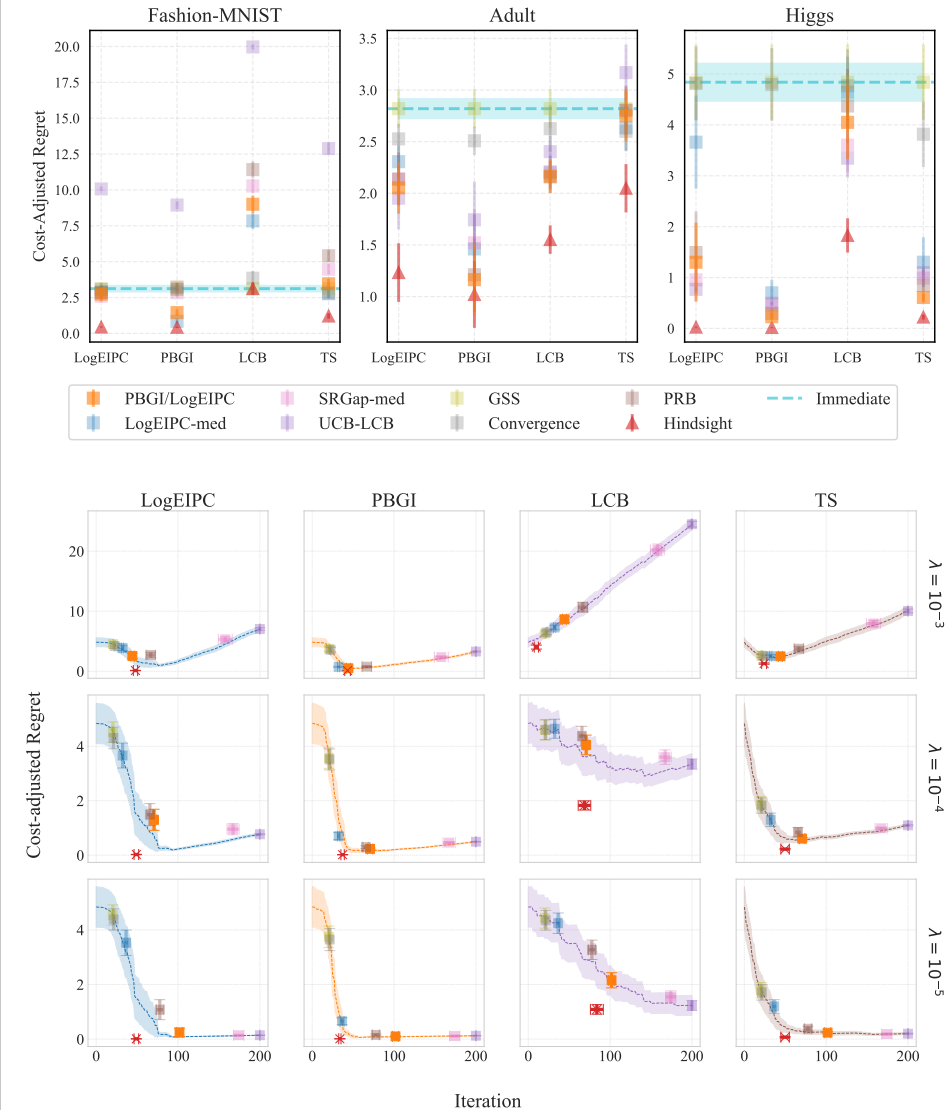 Fashion-MNIST Adult Higgs
Cost-Adjusted Regret
20.0
17.5
15.0
12.5
10.0
7.5
5.0
2.5
0.0
3.5
3.0
2.5
2.0
1.5
1.0
5
4
3
2
1
0
LogEIPC PBGI LCB TS LogEIPC PBGI LCB TS LogEIPC PBGI LCB TS
PBGI/LogEIPC SRGap-med GSS PRB Immediate
LogEIPC-med UCB-LCB Convergence Hindsight
LogEIPC PBGI LCB TS
Cost-adjusted Regret
20
10
0
λ = 10⁻³
4
2
0
λ = 10⁻⁴
4
2
0
λ = 10⁻⁵
0 100 200 0 100 200 0 100 200 0 100 200
Iteration